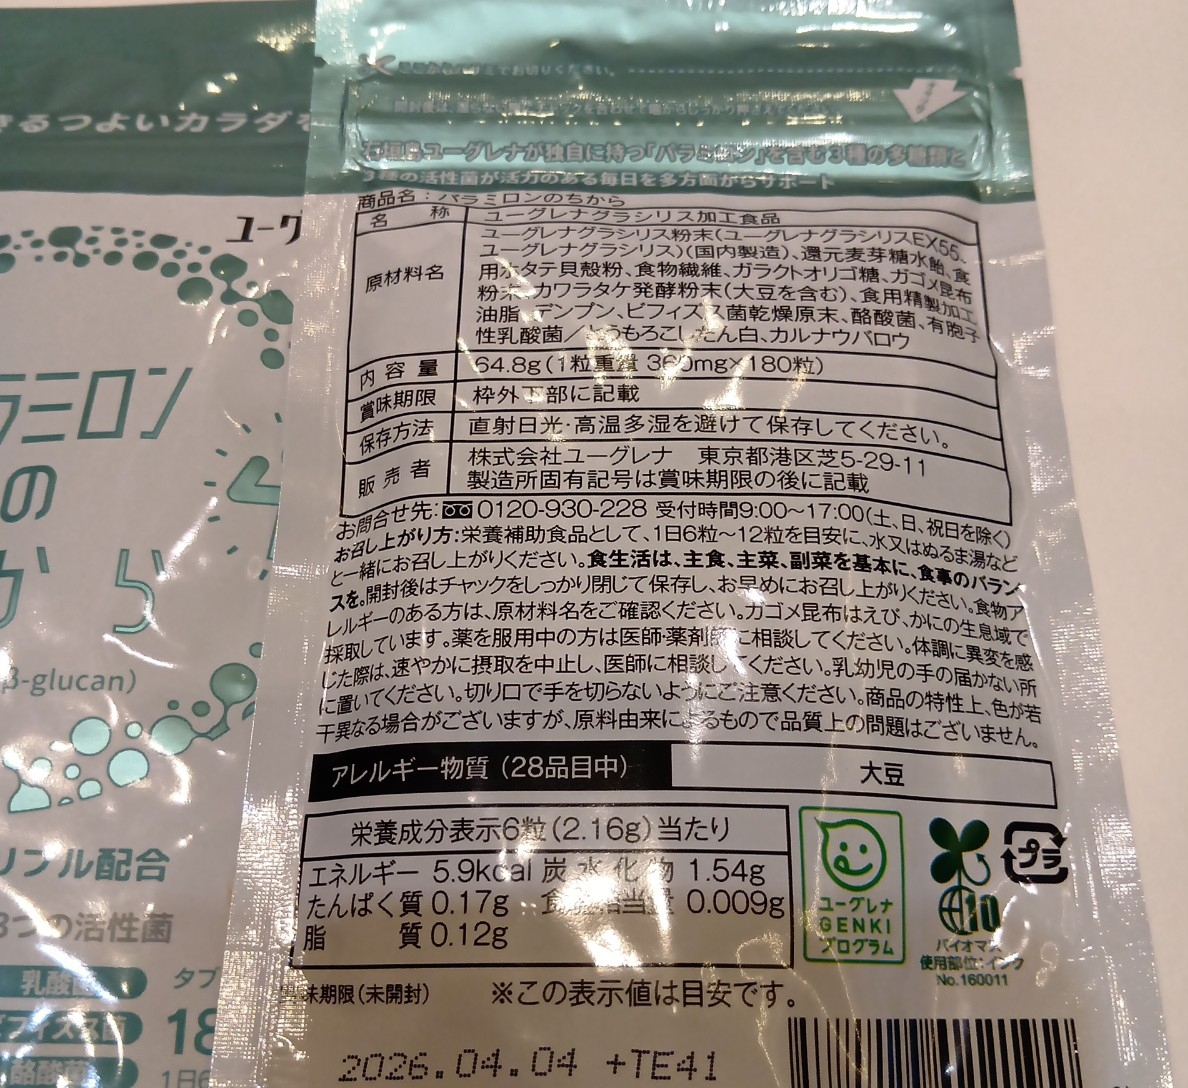 きるつよいカラダを
ユーグ
ラミロン
の
から
β-glucan)
リプル配合
3つの活性菌
乳酸菌
ビフィズス菌
酪酸菌
タブ
18
1日6
石垣島ユーグレナが独自に持つ「パラミロン」を含む3種の多糖類と
3種の活性菌が活力のある毎日を多方面からサポート
商品名:パラミロンのちから
名称 ユーグレナグラシリス加工食品
原材料名 ユーグレナグラシリス粉末(ユーグレナグラシリスEX55、
ユーグレナグラシリス)(国内製造)、還元麦芽糖水飴、食
用ホタテ貝殻粉、食物繊維、ガラクトオリゴ糖、ガゴメ昆布
粉末、カワラタケ発酵粉末(大豆を含む)、食用精製加工
油脂、デンプン、ビフィズス菌乾燥原末、酪酸菌、有胞子
性乳酸菌/とうもろこしたん白、カルナウバロウ
内容量 64.8g(1粒重量 360mg×180粒)
賞味期限 枠外下部に記載
保存方法 直射日光・高温多湿を避けて保存してください。
販売者 株式会社ユーグレナ 東京都港区芝5-29-11
製造所固有記号は賞味期限の後に記載
お問合せ先:0120-930-228 受付時間9:00～17:00(土、日、祝日を除く)
お召し上がり方:栄養補助食品として、1日6粒～12粒を目安に、水又はぬるま湯など
と一緒にお召し上がりください。食生活は、主食、主菜、副菜を基本に、食事のバラン
スを。開封後はチャックをしっかり閉じて保存し、お早めにお召し上がりください。食物ア
レルギーのある方は、原材料名をご確認ください。ガゴメ昆布はえび、かにの生息域で
採取しています。薬を服用中の方は医師・薬剤師に相談してください。体調に異変を感
じた際は、速やかに摂取を中止し、医師に相談してください。乳幼児の手の届かない所
に置いてください。切り口で手を切らないようにご注意ください。商品の特性上、色が若
干異なる場合がございますが、原料由来によるもので品質上の問題はございません。
アレルギー物質(28品目中) 大豆
栄養成分表示6粒(2.16g)当たり
エネルギー 5.9kcal 炭水化物 1.54g
たんぱく質 0.17g 食塩相当量 0.009g
脂質 0.12g
ユーグレナ
GENKI
プログラム
10
バイオマス
使用部位:インク
No.160011
プラ
賞味期限(未開封) ※この表示値は目安です。
2026.04.04 +TE41